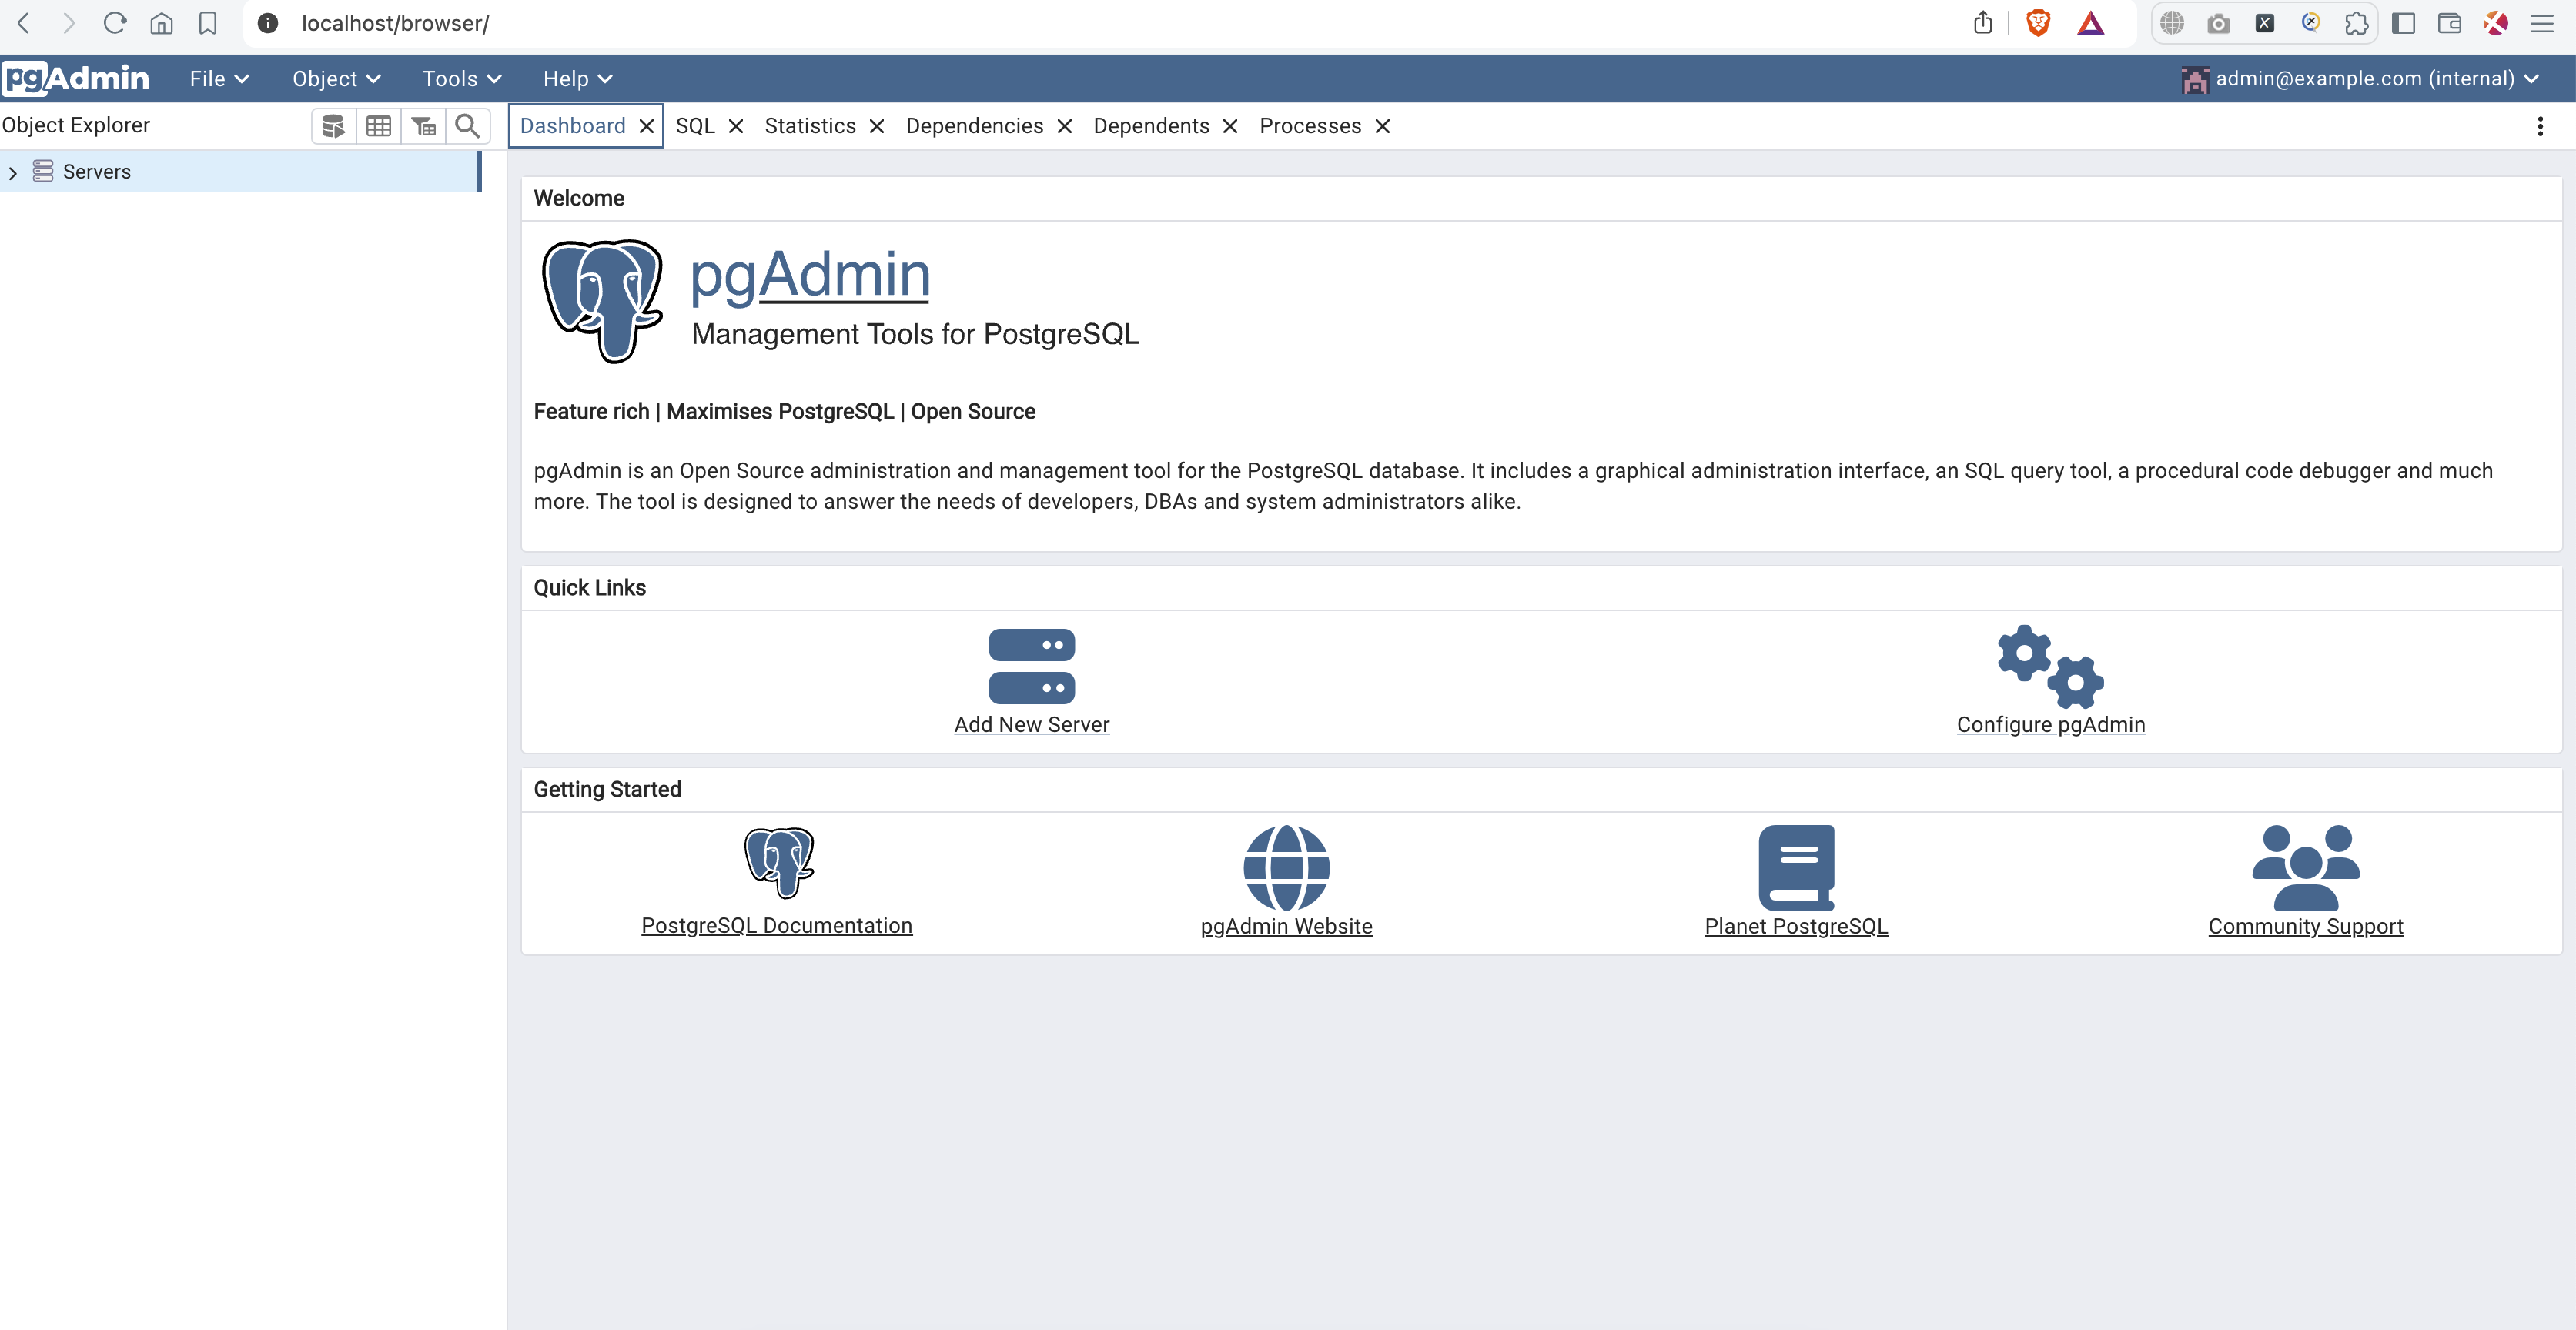 localhost/browser/
pgAdmin File Object Tools Help admin@example.com (internal)
Object Explorer Dashboard SQL Statistics Dependencies Dependents Processes
Servers
Welcome
pgAdmin
Management Tools for PostgreSQL
Feature rich | Maximises PostgreSQL | Open Source
pgAdmin is an Open Source administration and management tool for the PostgreSQL database. It includes a graphical administration interface, an SQL query tool, a procedural code debugger and much
more. The tool is designed to answer the needs of developers, DBAs and system administrators alike.
Quick Links
Add New Server Configure pgAdmin
Getting Started
PostgreSQL Documentation pgAdmin Website Planet PostgreSQL Community Support